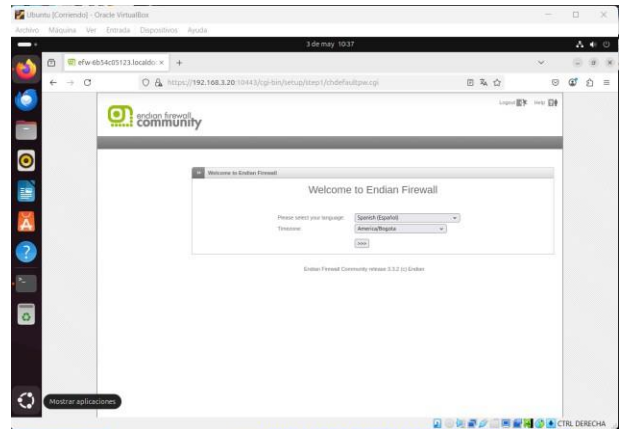 Ubuntu [Corriendo] - Oracle VirtualBox
Archivo Máquina Ver Entrada Dispositivos Ayuda
3 de may 10:37
efw-6b54c05123.localdo
https://192.168.3.20:10443/cgi-bin/setup/step1/chdefaultpw.cgi
Logout Help
endian firewall
community
Welcome to Endian Firewall
Welcome to Endian Firewall
Please select your language: Spanish (Español)
Timezone: America/Bogota
>>>
Endian Firewall Community release 3.3.2 (c) Endian
Mostrar aplicaciones
CTRL DERECHA